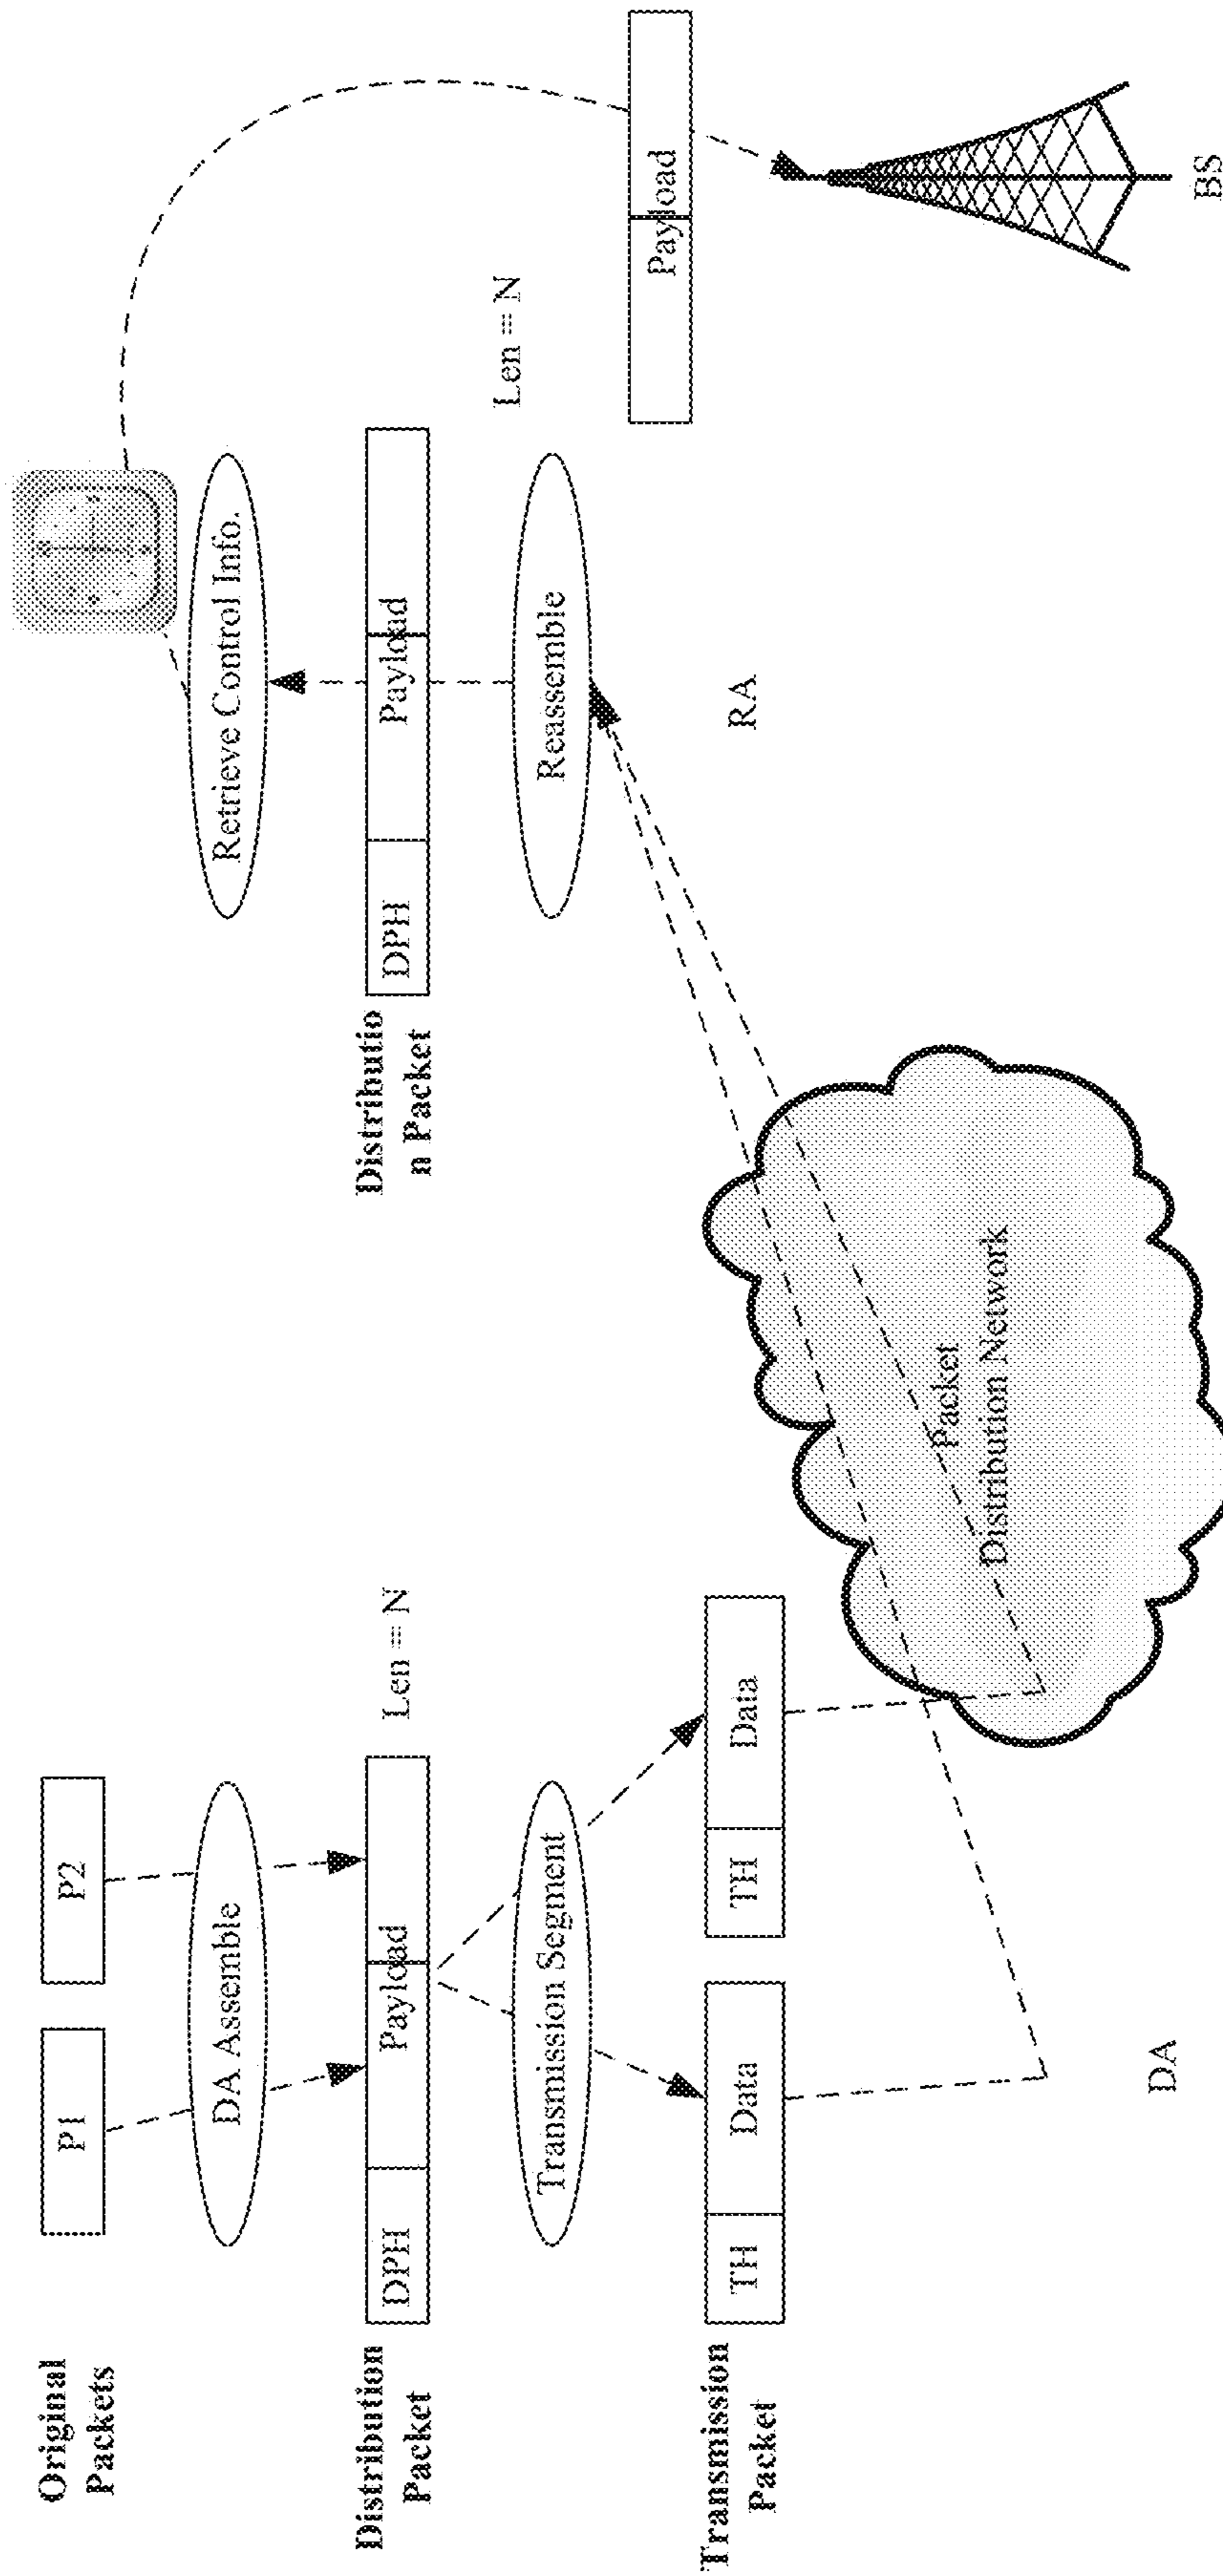 Original
Packets
P1
P2
DA Assemble
Distribution
Packet
DPH
Payload
Len = N
Transmission Segment
Transmission
Packet
TH
Data
TH
Data
DA
Packet
Distribution Network
Retrieve Control Info.
Distributio
n Packet
DPH
Payload
Len = N
Reassemble
RA
Payload
BS